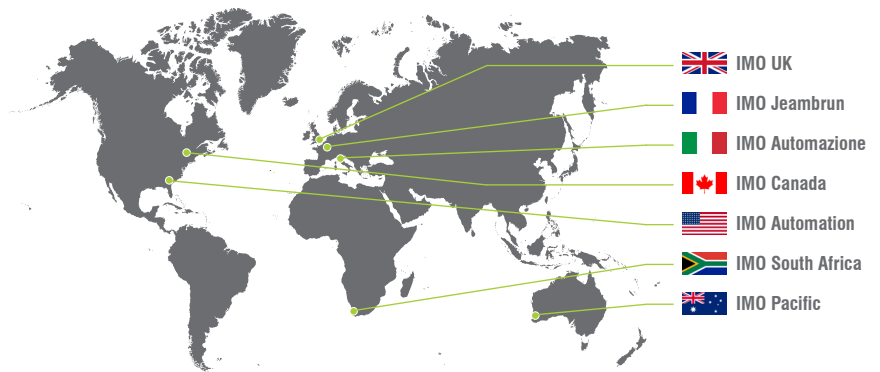 IMO UK
IMO Jeambrun
IMO Automazione
IMO Canada
IMO Automation
IMO South Africa
IMO Pacific